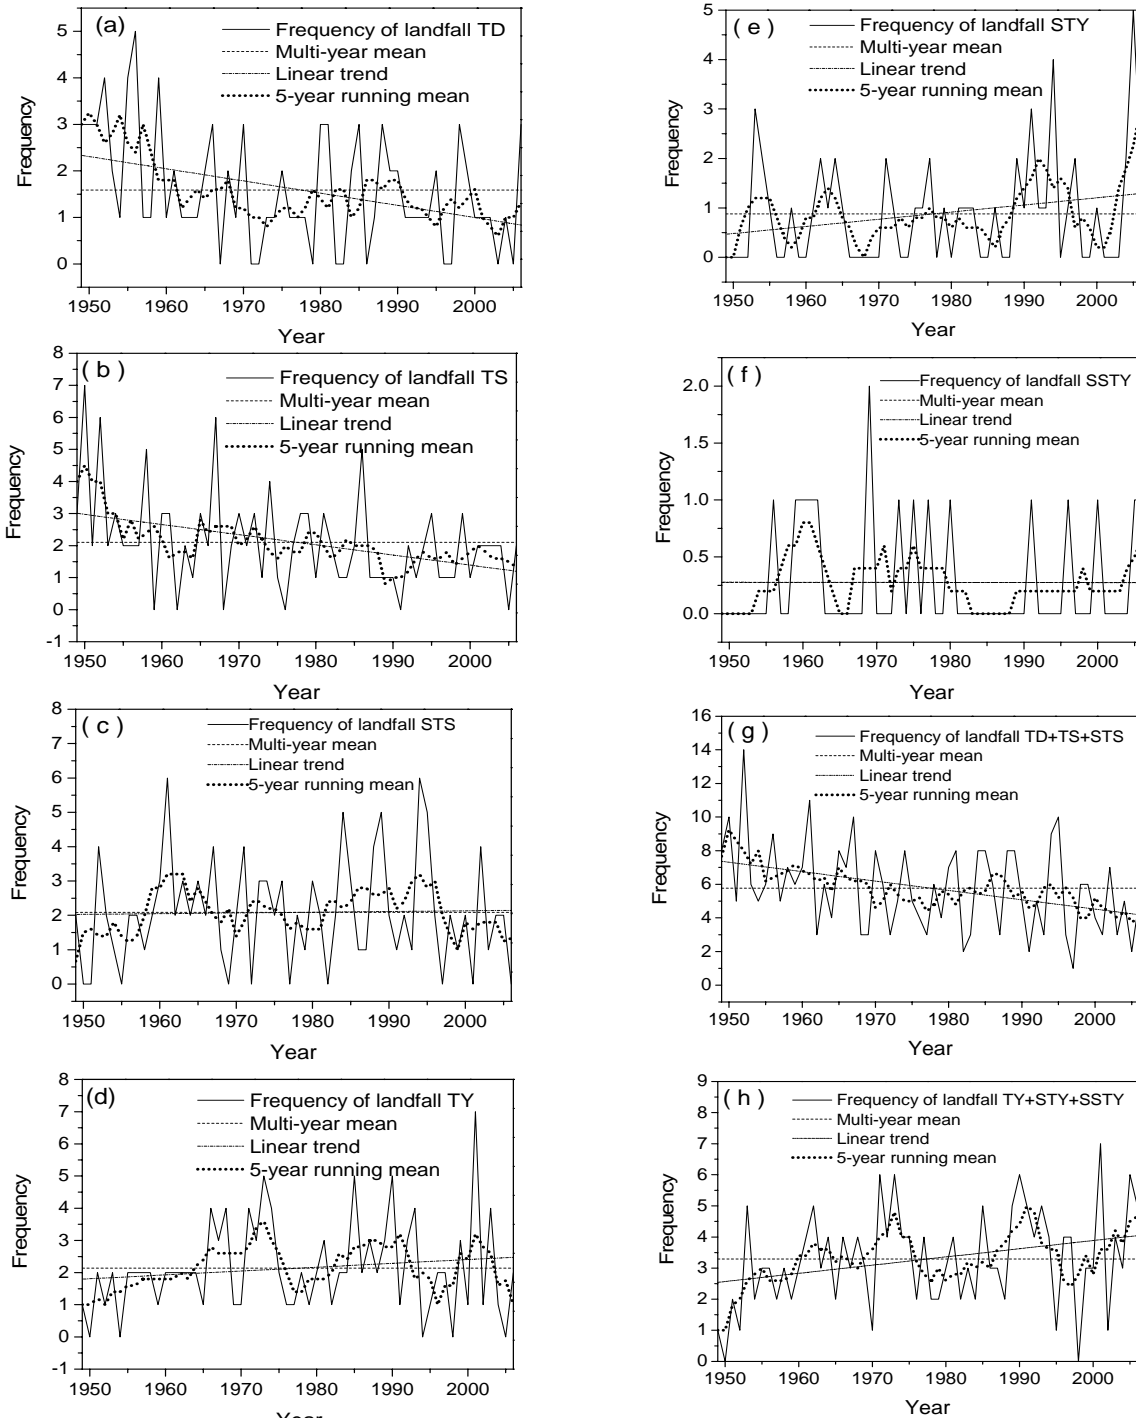 (a)
Frequency of landfall TD
Multi-year mean
Linear trend
5-year running mean
Frequency
5
4
3
2
1
0
1950 1960 1970 1980 1990 2000
Year
( b )
Frequency of landfall TS
Multi-year mean
Linear trend
5-year running mean
Frequency
8
7
6
5
4
3
2
1
0
-1
1950 1960 1970 1980 1990 2000
Year
( c )
Frequency of landfall STS
Multi-year mean
Linear trend
5-year running mean
Frequency
8
7
6
5
4
3
2
1
0
1950 1960 1970 1980 1990 2000
Year
(d)
Frequency of landfall TY
Multi-year mean
Linear trend
5-year running mean
Frequency
8
7
6
5
4
3
2
1
0
-1
1950 1960 1970 1980 1990 2000
Year
( e )
Frequency of landfall STY
Multi-year mean
Linear trend
5-year running mean
Frequency
5
4
3
2
1
0
1950 1960 1970 1980 1990 2000
Year
( f )
Frequency of landfall SSTY
Multi-year mean
Linear trend
5-year running mean
Frequency
2.0
1.5
1.0
0.5
0.0
1950 1960 1970 1980 1990 2000
Year
( g )
Frequency of landfall TD+TS+STS
Multi-year mean
Linear trend
5-year running mean
Frequency
16
14
12
10
8
6
4
2
0
1950 1960 1970 1980 1990 2000
Year
( h )
Frequency of landfall TY+STY+SSTY
Multi-year mean
Linear trend
5-year running mean
Frequency
9
8
7
6
5
4
3
2
1
0
1950 1960 1970 1980 1990 2000
Year